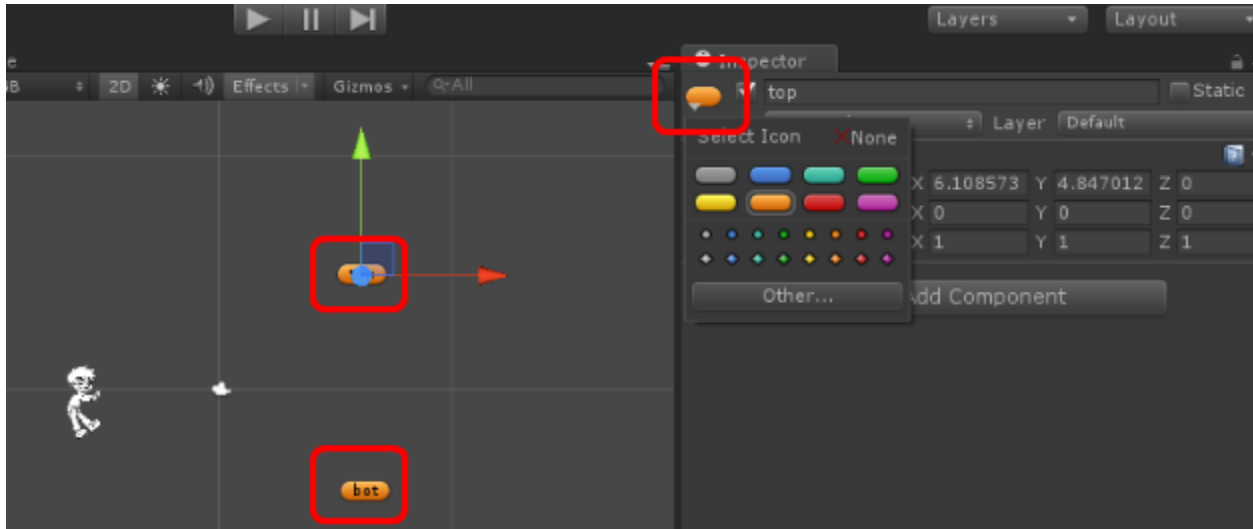 Layers Layout
Inspector
2D Effects Gizmos All
top Static
Layer Default
Select Icon None
X 6.108573 Y 4.847012 Z 0
X 0 Y 0 Z 0
X 1 Y 1 Z 1
Other...
Add Component
bot